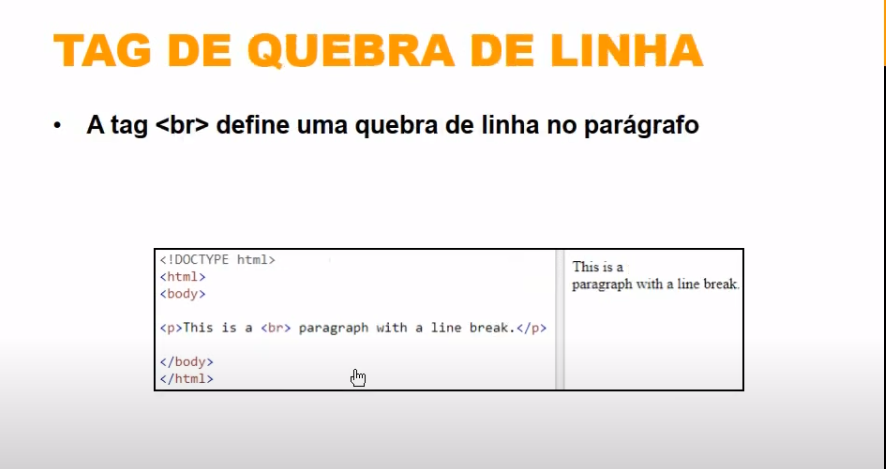 TAG DE QUEBRA DE LINHA
• A tag <br> define uma quebra de linha no parágrafo
<!DOCTYPE html>
<html>
<body>
<p>This is a <br> paragraph with a line break.</p>
</body>
</html>
This is a
paragraph with a line break.